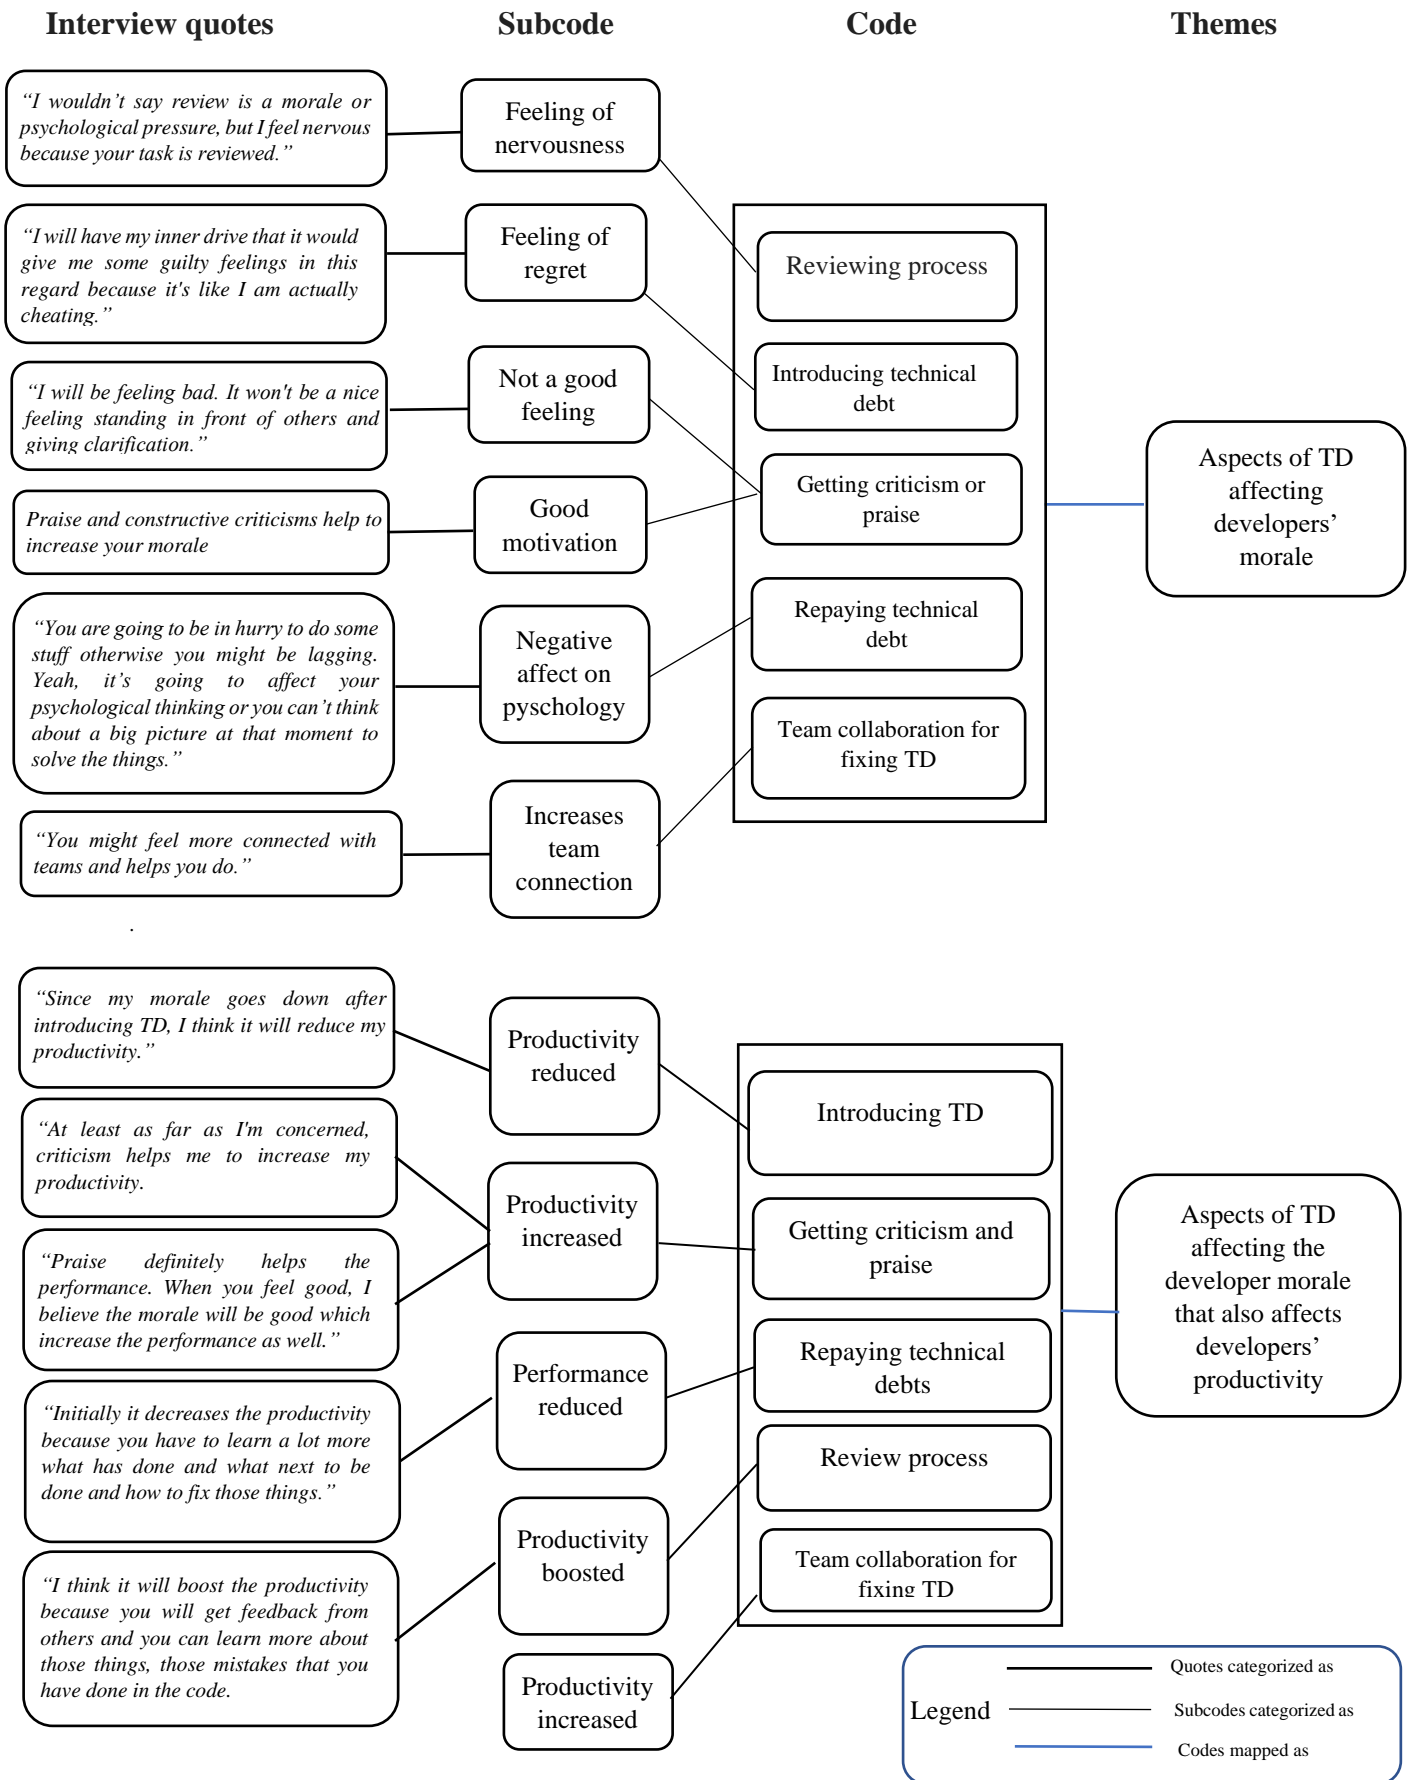 Interview quotes
Subcode
Code
Themes
“I wouldn’t say review is a morale or
psychological pressure, but I feel nervous
because your task is reviewed.”
Feeling of
nervousness
“I will have my inner drive that it would
give me some guilty feelings in this
regard because it's like I am actually
cheating.”
Feeling of
regret
“I will be feeling bad. It won't be a nice
feeling standing in front of others and
giving clarification.”
Not a good
feeling
Praise and constructive criticisms help to
increase your morale
Good
motivation
“You are going to be in hurry to do some
stuff otherwise you might be lagging.
Yeah, it’s going to affect your
psychological thinking or you can’t think
about a big picture at that moment to
solve the things.”
Negative
affect on
pyschology
“You might feel more connected with
teams and helps you do.”
Increases
team
connection
.
Reviewing process
Introducing technical
debt
Getting criticism or
praise
Repaying technical
debt
Team collaboration for
fixing TD
Aspects of TD
affecting
developers’
morale
“Since my morale goes down after
introducing TD, I think it will reduce my
productivity.”
Productivity
reduced
“At least as far as I'm concerned,
criticism helps me to increase my
productivity.
“Praise definitely helps the
performance. When you feel good, I
believe the morale will be good which
increase the performance as well.”
Productivity
increased
“Initially it decreases the productivity
because you have to learn a lot more
what has done and what next to be
done and how to fix those things.”
Performance
reduced
“I think it will boost the productivity
because you will get feedback from
others and you can learn more about
those things, those mistakes that you
have done in the code.
Productivity
boosted
Productivity
increased
Introducing TD
Getting criticism and
praise
Repaying technical
debts
Review process
Team collaboration for
fixing TD
Aspects of TD
affecting the
developer morale
that also affects
developers’
productivity
Legend
Quotes categorized as
Subcodes categorized as
Codes mapped as